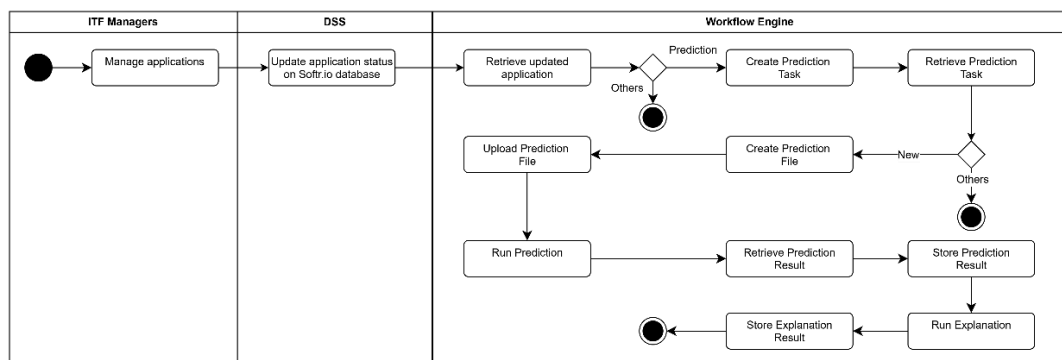 ITF Managers
DSS
Workflow Engine
Manage applications
Update application status
on Softr.io database
Retrieve updated
application
Prediction
Others
Create Prediction
Task
Retrieve Prediction
Task
Upload Prediction
File
Create Prediction
File
New
Others
Run Prediction
Retrieve Prediction
Result
Store Prediction
Result
Store Explanation
Result
Run Explanation